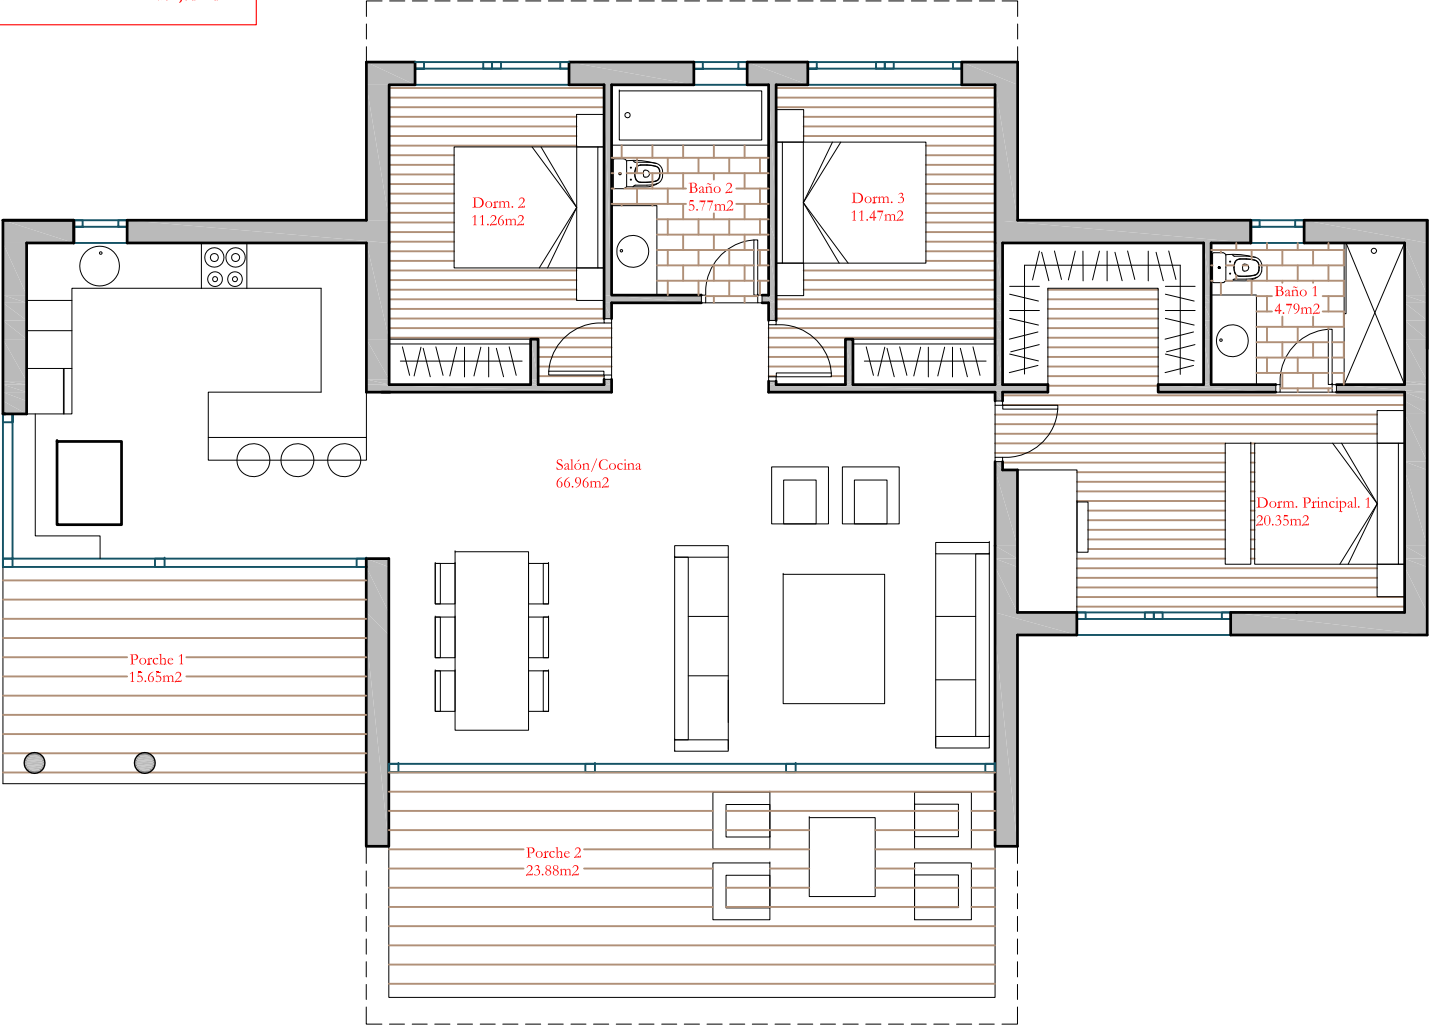 Dorm. 2
11.26m2
Baño 2
5.77m2
Dorm. 3
11.47m2
Baño 1
4.79m2
Salón/Cocina
66.96m2
Dorm. Principal. 1
20.35m2
Porche 1
15.65m2
Porche 2
23.88m2